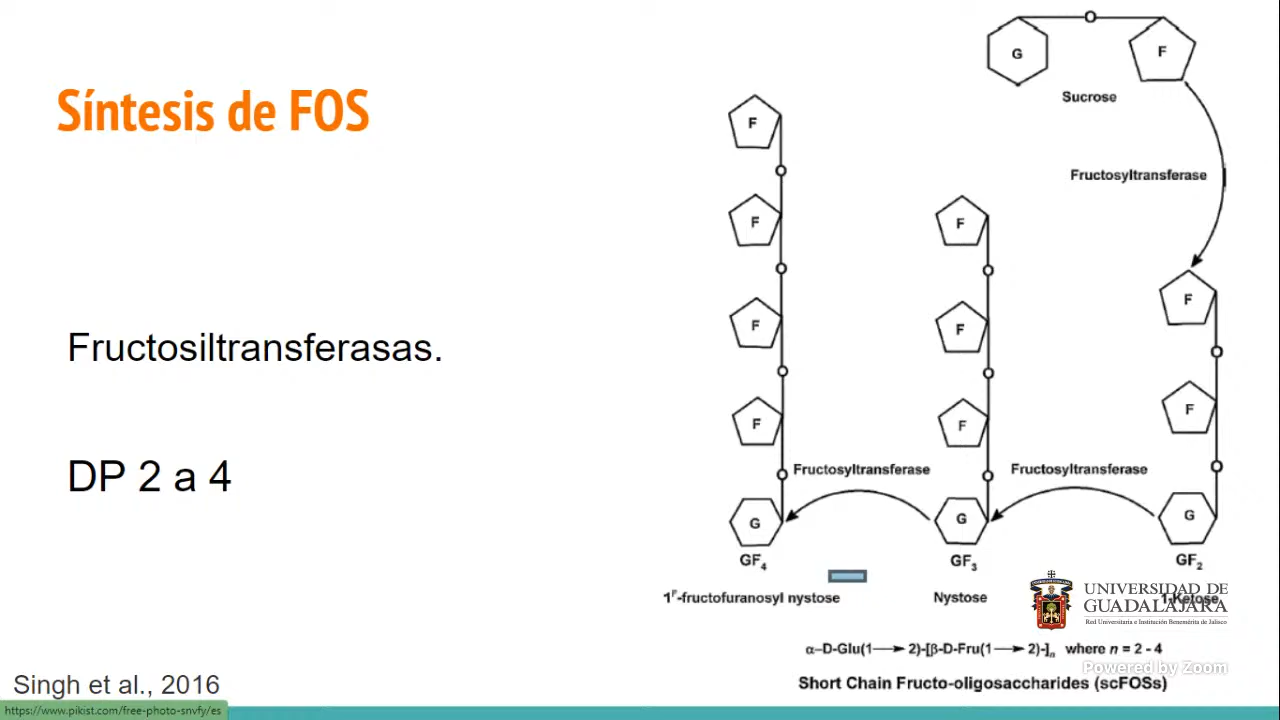 Síntesis de FOS
Fructosiltransferasas.
DP 2 a 4
G
O
F
Sucrose
Fructosyltransferase
F
O
F
O
F
O
F
O
G
GF4
1F-fructofuranosyl nystose
Fructosyltransferase
F
O
F
O
F
O
G
GF3
Nystose
Fructosyltransferase
F
O
F
O
G
GF2
1-Ketose
UNIVERSIDAD DE
GUADALAJARA
Red Universitaria e Institución Benemérita de Jalisco
α–D-Glu(1→2)-[β-D-Fru(1→2)-]n where n = 2 - 4
Powered by Zoom
Short Chain Fructo-oligosaccharides (scFOSs)
Singh et al., 2016
https://www.pikist.com/free-photo-snvfy/es